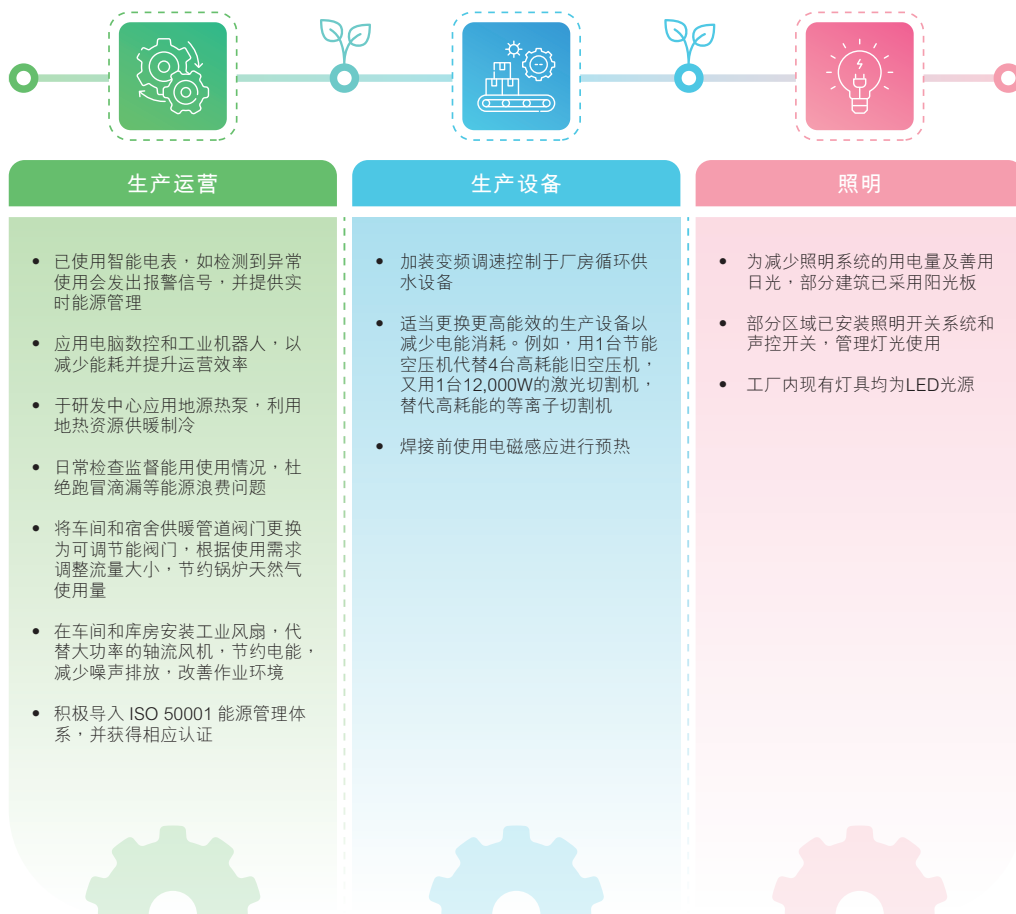 生产运营
已使用智能电表，如检测到异常
使用会发出报警信号，并提供实
时能源管理
应用电脑数控和工业机器人，以
减少能耗并提升运营效率
于研发中心应用地源热泵，利用
地热资源供暖制冷
日常检查监督能用使用情况，杜
绝跑冒滴漏等能源浪费问题
将车间和宿舍供暖管道阀门更换
为可调节能阀门，根据使用需求
调整流量大小，节约锅炉天然气
使用量
在车间和库房安装工业风扇，代
替大功率的轴流风机，节约电能，
减少噪声排放，改善作业环境
积极导入 ISO 50001 能源管理体
系，并获得相应认证
生产设备
加装变频调速控制于厂房循环供
水设备
适当更换更高能效的生产设备以
减少电能消耗。例如，用1台节能
空压机代替4台高耗能旧空压机，
又用1台12,000W的激光切割机，
替代高耗能的等离子切割机
焊接前使用电磁感应进行预热
照明
为减少照明系统的用电量及善用
日光，部分建筑已采用阳光板
部分区域已安装照明开关系统和
声控开关，管理灯光使用
工厂内现有灯具均为LED光源